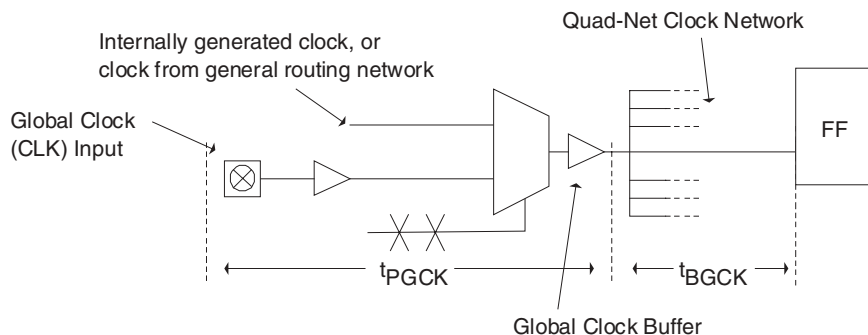 Quad-Net Clock Network
Internally generated clock, or
clock from general routing network
Global Clock
(CLK) Input
FF
tPGCK
tBGCK
Global Clock Buffer